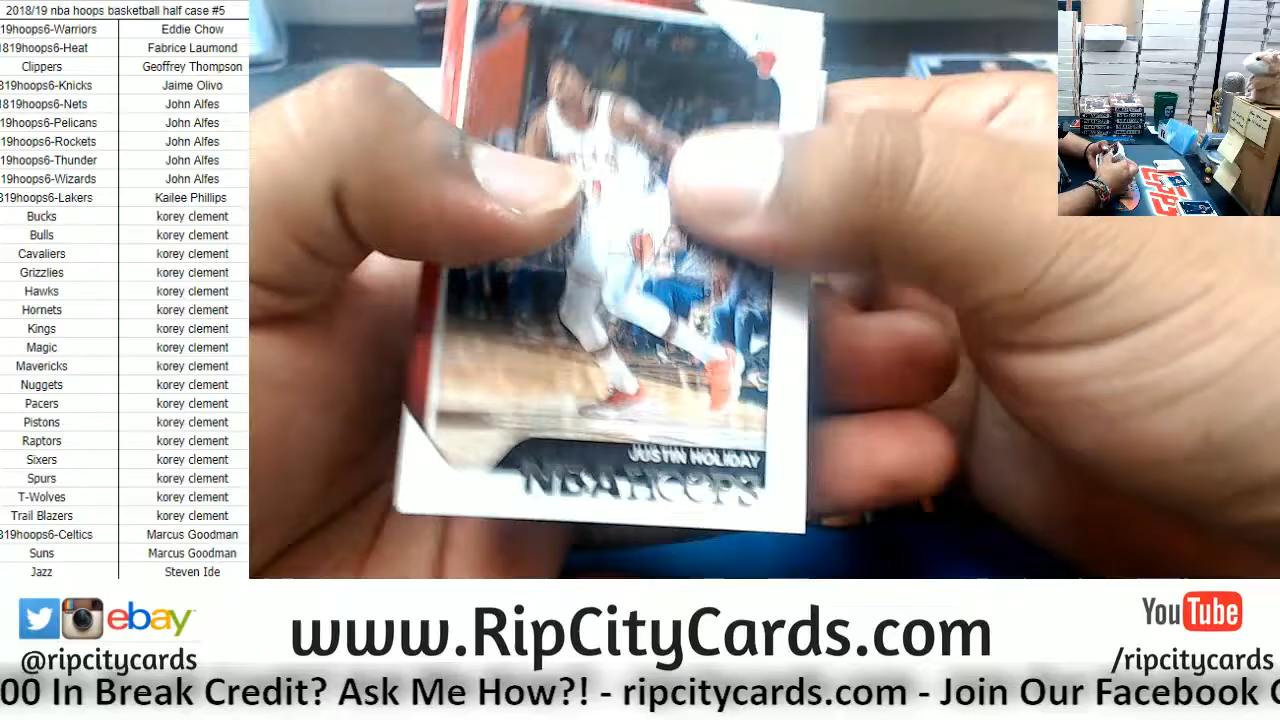 2018/19 nba hoops basketball half case #5
19hoops6-Warriors Eddie Chow
1819hoops6-Heat Fabrice Laumond
Clippers Geoffrey Thompson
819hoops6-Knicks Jaime Olivo
1819hoops6-Nets John Alfes
19hoops6-Pelicans John Alfes
19hoops6-Rockets John Alfes
19hoops6-Thunder John Alfes
19hoops6-Wizards John Alfes
819hoops6-Lakers Kailee Phillips
Bucks korey clement
Bulls korey clement
Cavaliers korey clement
Grizzlies korey clement
Hawks korey clement
Hornets korey clement
Kings korey clement
Magic korey clement
Mavericks korey clement
Nuggets korey clement
Pacers korey clement
Pistons korey clement
Raptors korey clement
Sixers korey clement
Spurs korey clement
T-Wolves korey clement
Trail Blazers korey clement
819hoops6-Celtics Marcus Goodman
Suns Marcus Goodman
Jazz Steven Ide
JUSTIN HOLIDAY
NBA HOOPS
ebay
@ripcitycards
www.RipCityCards.com
YouTube
/ripcitycards
00 In Break Credit? Ask Me How?! - ripcitycards.com - Join Our Facebook